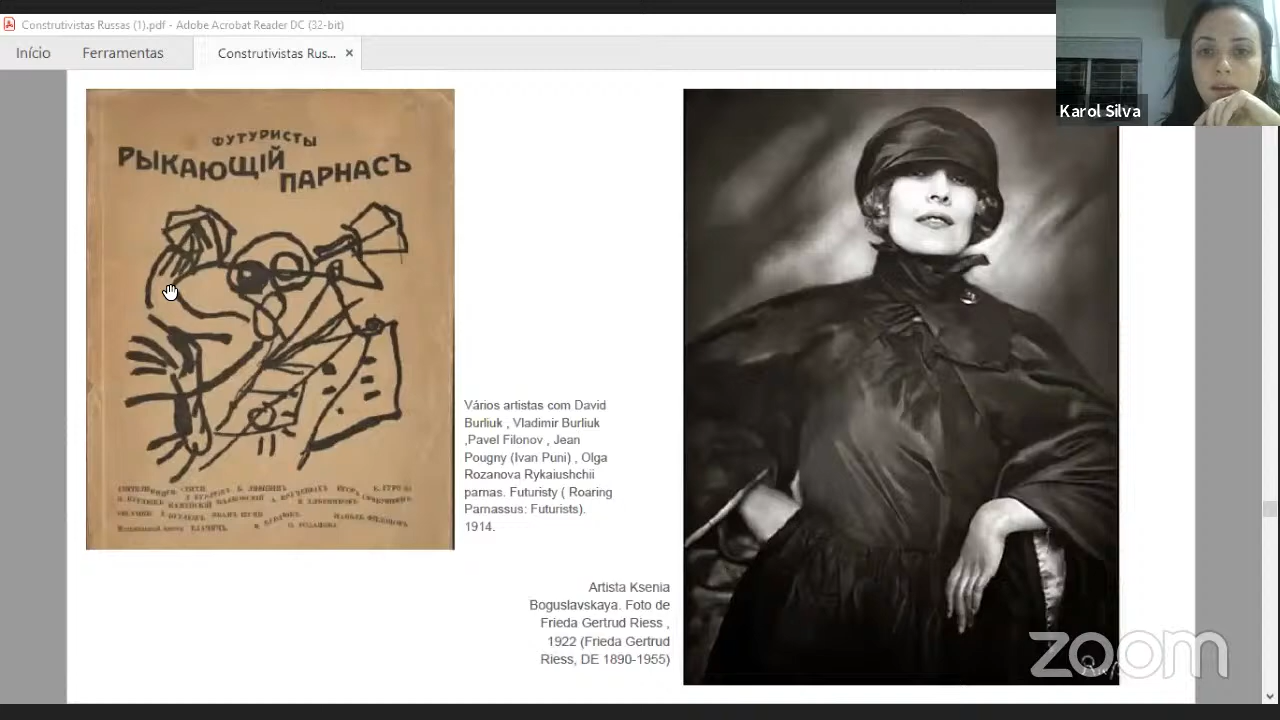 Construtivistas Russas (1).pdf - Adobe Acrobat Reader DC (32-bit)
Início
Ferramentas
Construtivistas Rus...
Karol Silva
ФУТУРИСТЫ
РЫКАЮЩІЙ
ПАРНАСЪ
Vários artistas com David
Burliuk , Vladimir Burliuk
,Pavel Filonov , Jean
Pougny (Ivan Puni) , Olga
Rozanova Rykaiushchii
parnas. Futuristy ( Roaring
Parnassus: Futurists).
1914.
Artista Ksenia
Boguslavskaya. Foto de
Frieda Gertrud Riess ,
1922 (Frieda Gertrud
Riess, DE 1890-1955)
zoom